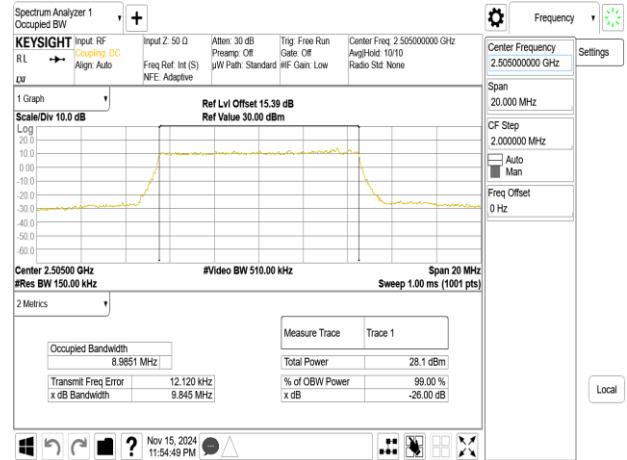 Spectrum Analyzer 1
Occupied BW
Frequency
KEYSIGHT
RL
Input: RF
Coupling: DC
Align: Auto
Input Z: 50 Ω
Freq Ref: Int (S)
NFE: Adaptive
Atten: 30 dB
Preamp: Off
µW Path: Standard
Trig: Free Run
Gate: Off
#IF Gain: Low
Center Freq: 2.505000000 GHz
Avg|Hold: 10/10
Radio Std: None
Center Frequency
2.505000000 GHz
Settings
Span
20.000 MHz
CF Step
2.000000 MHz
Auto
Man
Freq Offset
0 Hz
Local
1 Graph
Scale/Div 10.0 dB
Ref Lvl Offset 15.39 dB
Ref Value 30.00 dBm
Log
20.0
10.0
0.00
-10.0
-20.0
-30.0
-40.0
-50.0
-60.0
Center 2.50500 GHz
#Video BW 510.00 kHz
Span 20 MHz
#Res BW 150.00 kHz
Sweep 1.00 ms (1001 pts)
2 Metrics
Measure Trace Trace 1
Occupied Bandwidth
8.9851 MHz
Total Power 28.1 dBm
Transmit Freq Error 12.120 kHz
% of OBW Power 99.00 %
x dB Bandwidth 9.845 MHz
x dB -26.00 dB
?
Nov 15, 2024
11:54:49 PM